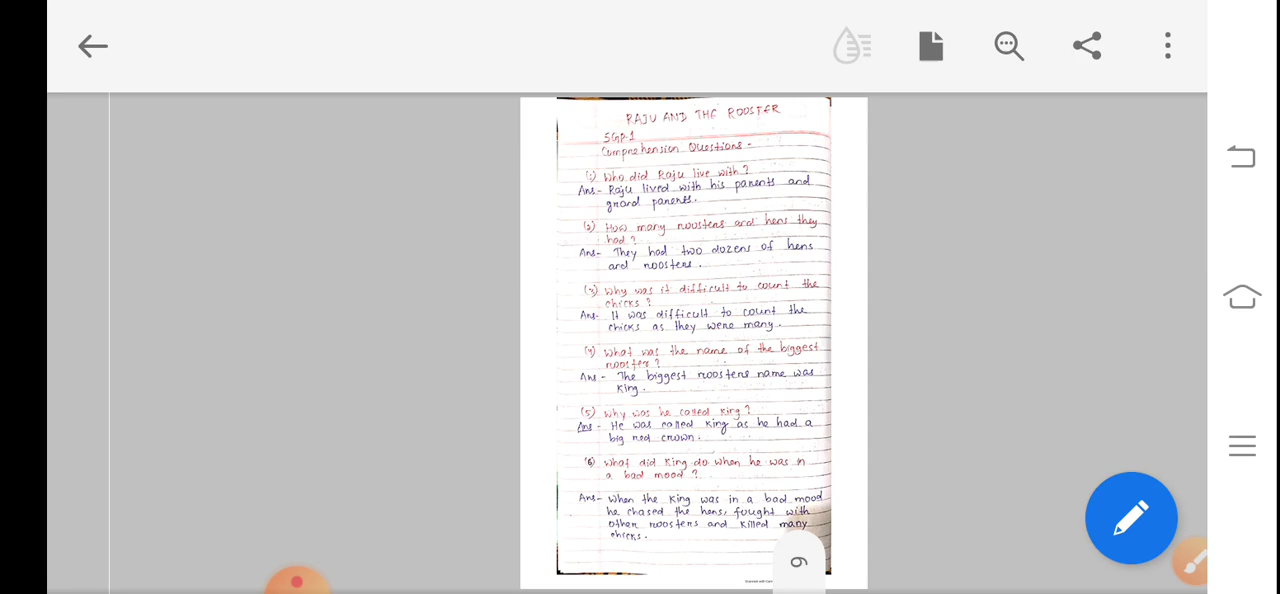 RAJU AND THE ROOSTER
SGP-1
Comprehension Questions -
(1) Who did Raju live with?
Ans - Raju lived with his parents and
grand parents.
(2) How many roosters and hens they
had?
Ans - They had two dozens of hens
and roosters.
(3) Why was it difficult to count the
chicks?
Ans - It was difficult to count the
chicks as they were many.
(4) What was the name of the biggest
rooster?
Ans - The biggest roosters name was
King.
(5) Why was he called King?
Ans - He was called King as he had a
big red crown.
(6) What did King do when he was in
a bad mood?
Ans - When the King was in a bad mood
he chased the hens, fought with
other roosters and killed many
chicks.
6